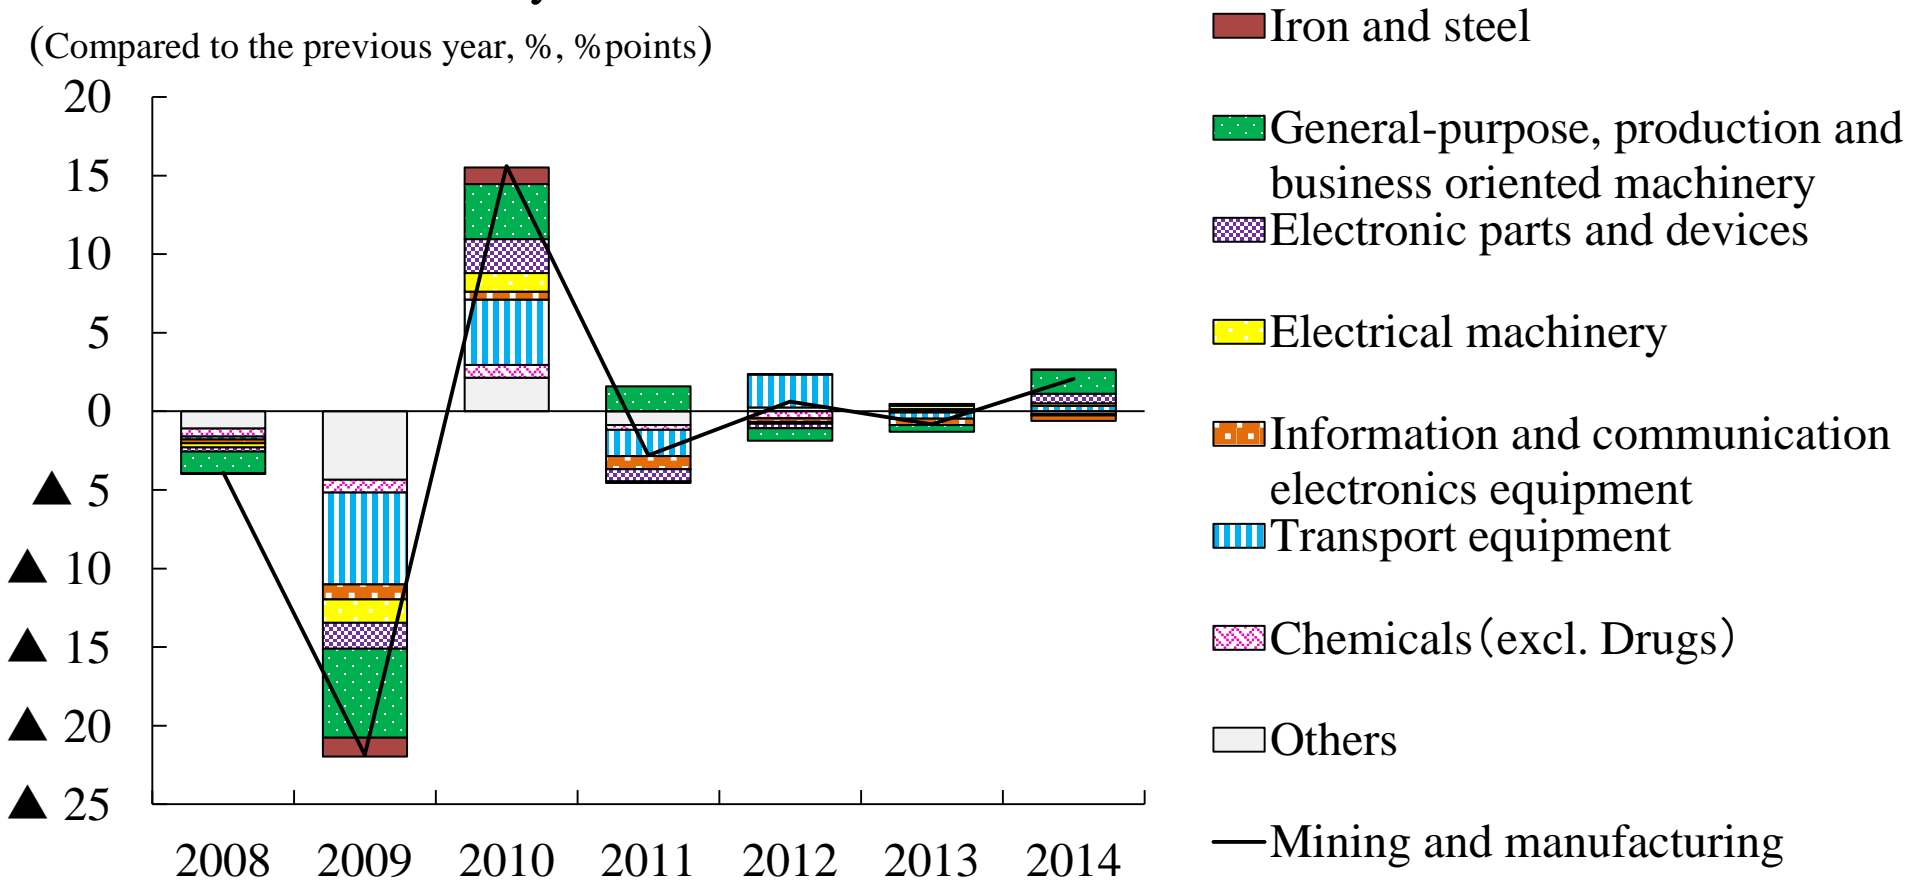 (Compared to the previous year, %, %points)
20
15
10
5
0
▲ 5
▲ 10
▲ 15
▲ 20
▲ 25
2008 2009 2010 2011 2012 2013 2014
Iron and steel
General-purpose, production and
business oriented machinery
Electronic parts and devices
Electrical machinery
Information and communication
electronics equipment
Transport equipment
Chemicals（excl. Drugs）
Others
Mining and manufacturing